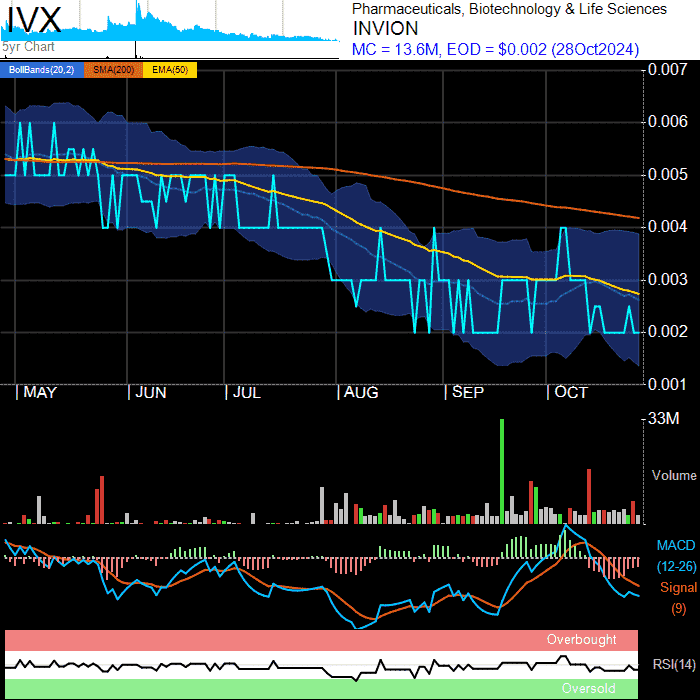 IVX
5yr Chart
Pharmaceuticals, Biotechnology & Life Sciences
INVION
MC = 13.6M, EOD = $0.002 (28Oct2024)
BollBands(20,2) SMA(200) EMA(50)
0.007
0.006
0.005
0.004
0.003
0.002
0.001
MAY JUN JUL AUG SEP OCT
33M
Volume
MACD
(12-26)
Signal
(9)
Overbought
RSI(14)
Oversold